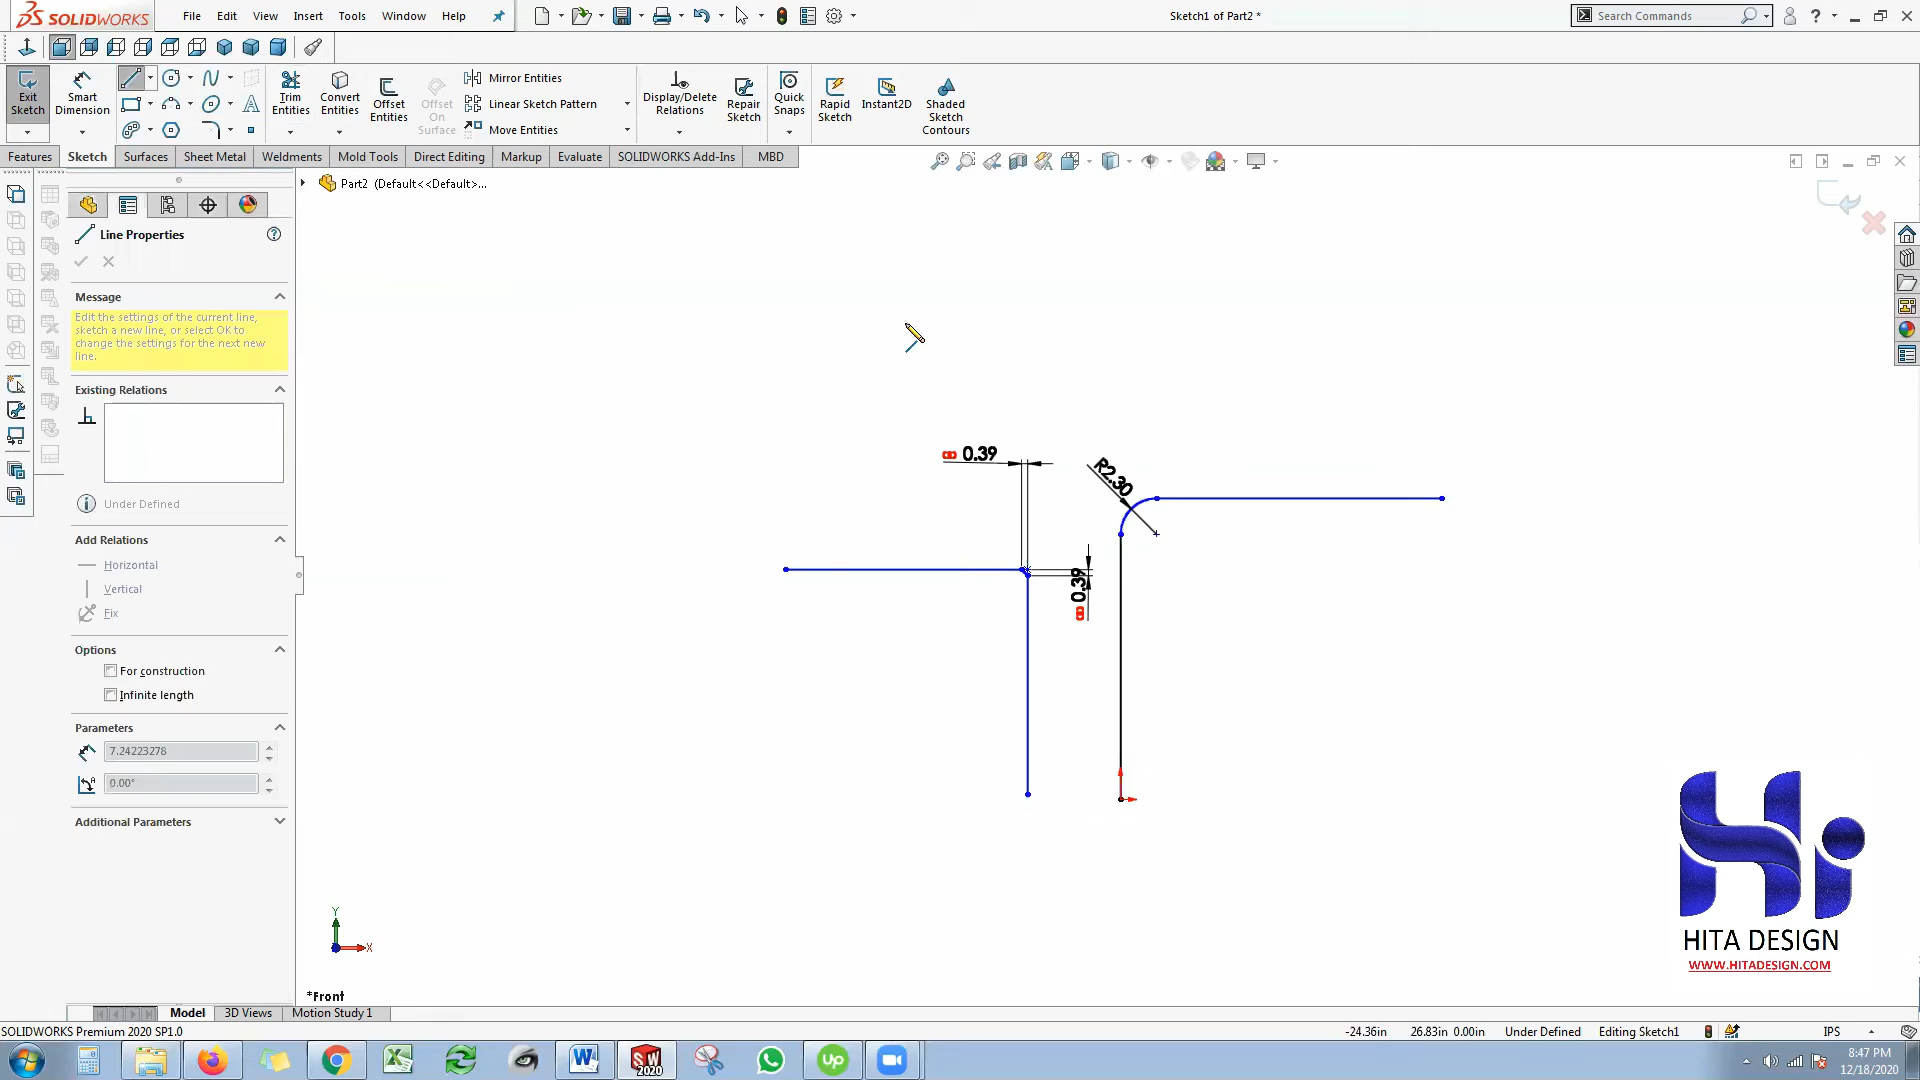 SOLIDWORKS
File Edit View Insert Tools Window Help
Sketch1 of Part2 *
Search Commands
Exit Sketch
Smart Dimension
Trim Entities
Convert Entities
Offset Entities
Offset On Surface
Mirror Entities
Linear Sketch Pattern
Move Entities
Display/Delete Relations
Repair Sketch
Quick Snaps
Rapid Sketch
Instant2D
Shaded Sketch Contours
Features Sketch Surfaces Sheet Metal Weldments Mold Tools Direct Editing Markup Evaluate SOLIDWORKS Add-Ins MBD
Part2 (Default<<Default>...
Line Properties
Message
Edit the settings of the current line,
sketch a new line, or select OK to
change the settings for the next new
line.
Existing Relations
Under Defined
Add Relations
Horizontal
Vertical
Fix
Options
For construction
Infinite length
Parameters
7.24223278
0.00°
Additional Parameters
0.39
R2.30
0.39
Y
X
*Front
HITA DESIGN
WWW.HITADESIGN.COM
Model 3D Views Motion Study 1
SOLIDWORKS Premium 2020 SP1.0
-24.36in 26.83in 0.00in Under Defined Editing Sketch1 IPS
SW
2020
W
up
8:47 PM
12/18/2020